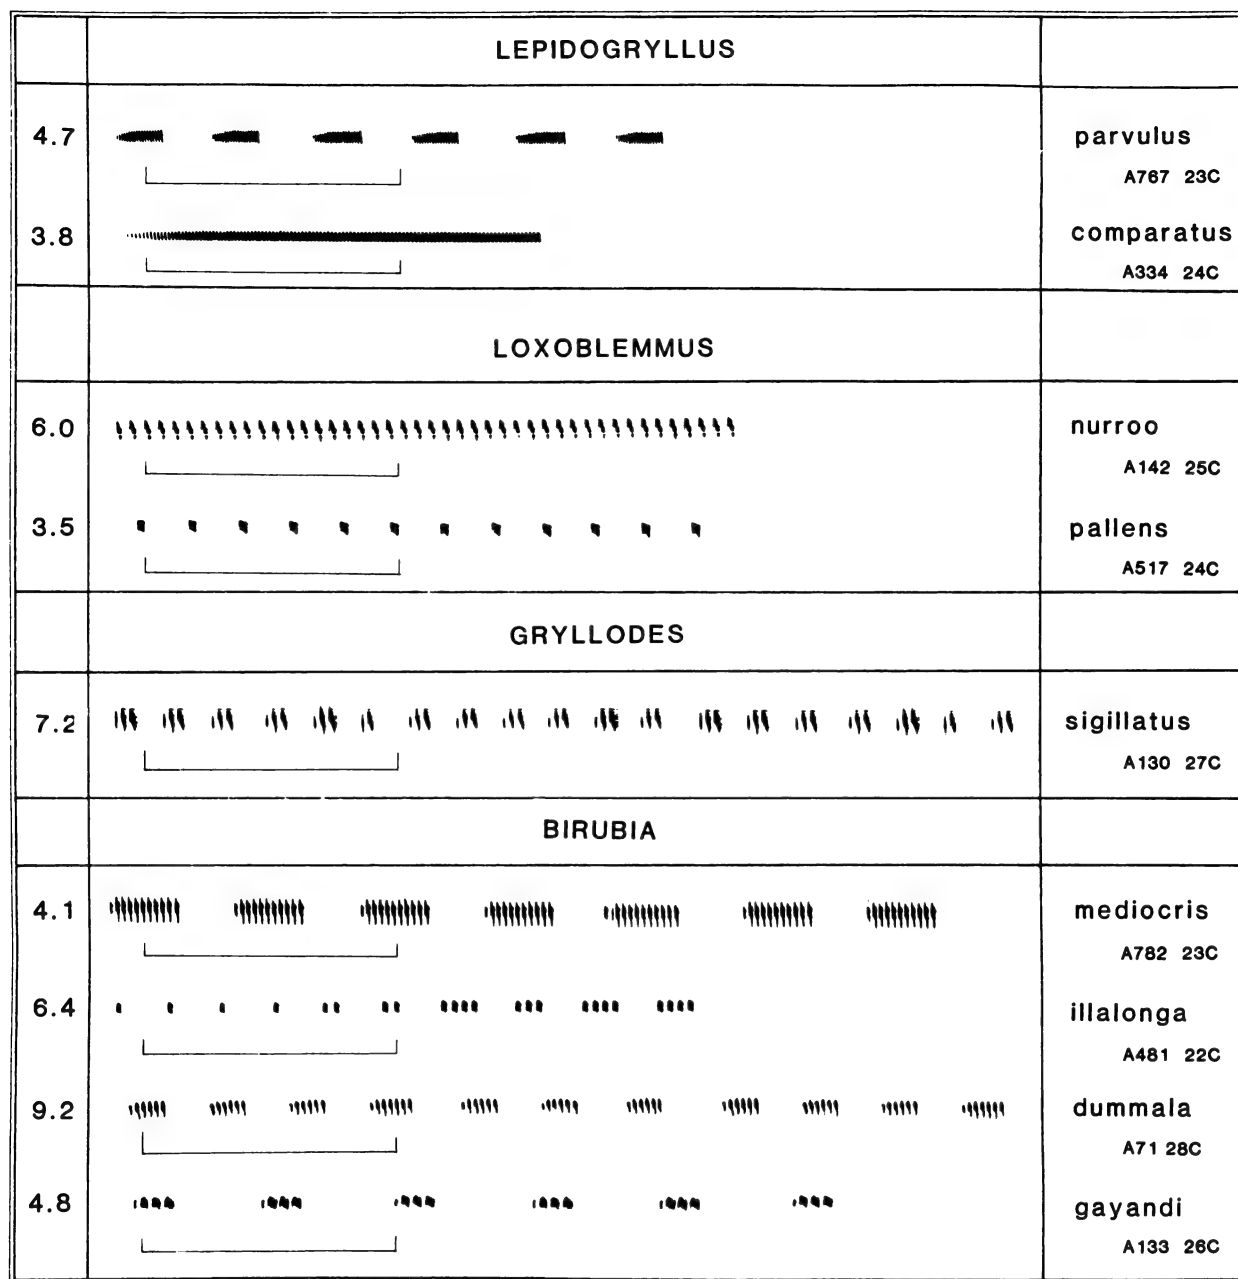 LEPIDOGRYLLUS
4.7 parvulus
A767 23C
3.8 comparatus
A334 24C
LOXOBLEMMUS
6.0 nurroo
A142 25C
3.5 pallens
A517 24C
GRYLLODES
7.2 sigillatus
A130 27C
BIRUBIA
4.1 mediocris
A782 23C
6.4 illalonga
A481 22C
9.2 dummala
A71 28C
4.8 gayandi
A133 26C